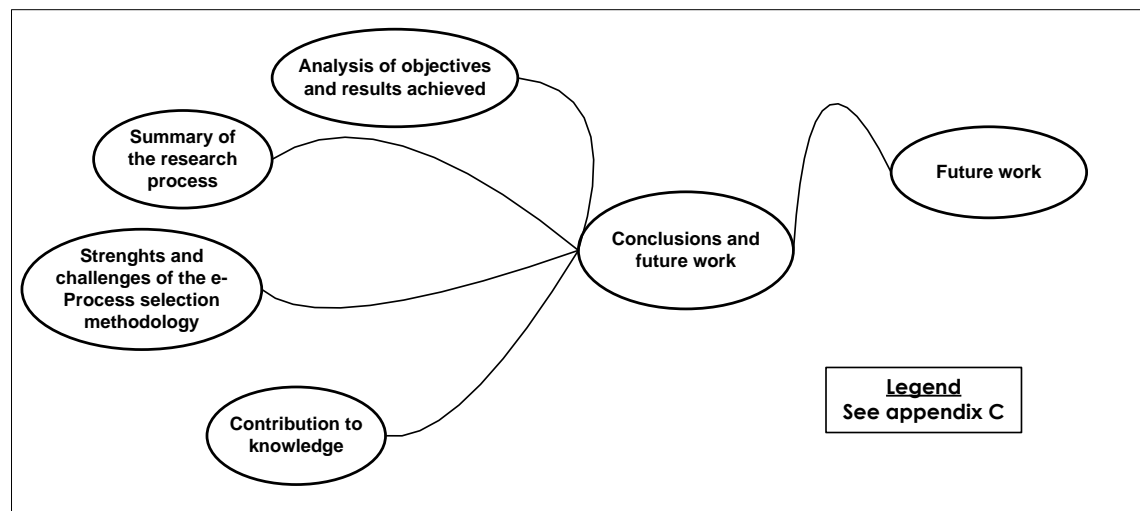 Analysis of objectives
and results achieved
Summary of
the research
process
Strenghts and
challenges of the e-
Process selection
methodology
Contribution to
knowledge
Conclusions and
future work
Future work
Legend
See appendix C